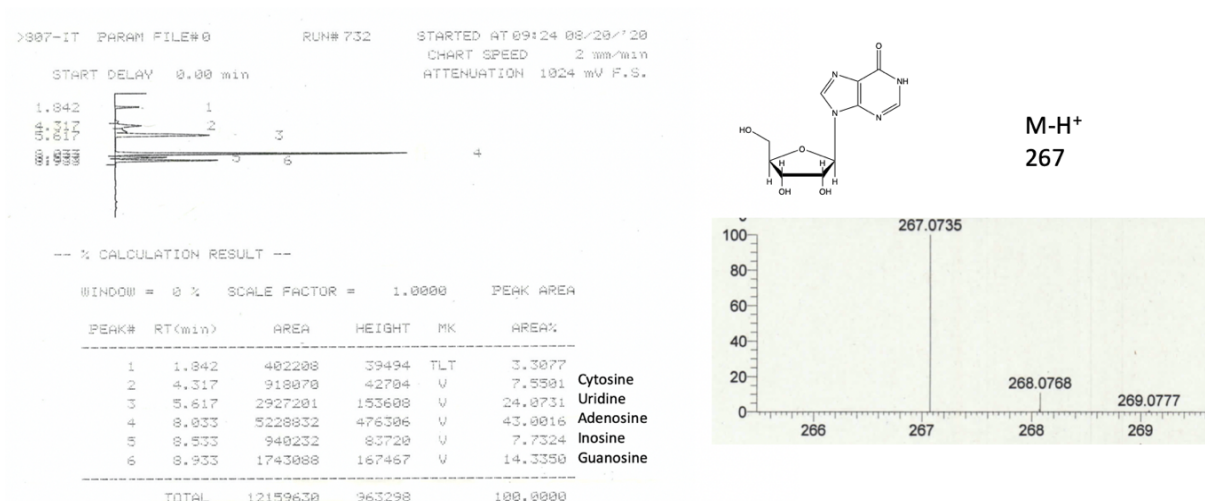 >807-IT PARAM FILE#0 RUN# 732 STARTED AT 09:24 08/20/'20
CHART SPEED 2 mm/min
START DELAY 0.00 min ATTENUATION 1024 mV F.S.
1.842 1
4.317 2
5.617 3
8.033 4
5
8.933 6
-- % CALCULATION RESULT --
WINDOW = 0 % SCALE FACTOR = 1.0000 PEAK AREA
PEAK# RT(min) AREA HEIGHT MK AREA%
1 1.842 402208 39494 TLT 3.3077
2 4.317 918070 42704 V 7.5501 Cytosine
3 5.617 2927201 153608 V 24.0731 Uridine
4 8.033 5228832 476306 V 43.0016 Adenosine
5 8.533 940232 83720 V 7.7324 Inosine
6 8.933 1743088 167467 V 14.3350 Guanosine
TOTAL 12159630 963298 100.0000
O
N
NH
N
N
HO
O
H
H
H
H
OH
OH
M-H+
267
267.0735
100
80
60
40
20
0
268.0768
269.0777
266 267 268 269